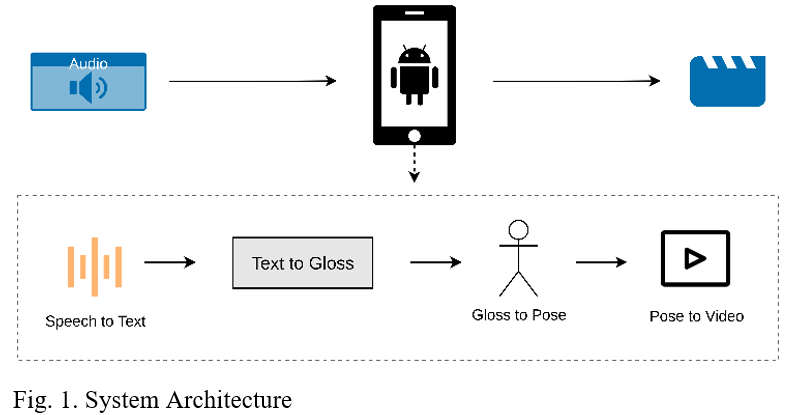 Audio
Speech to Text
Text to Gloss
Gloss to Pose
Pose to Video
Fig. 1. System Architecture